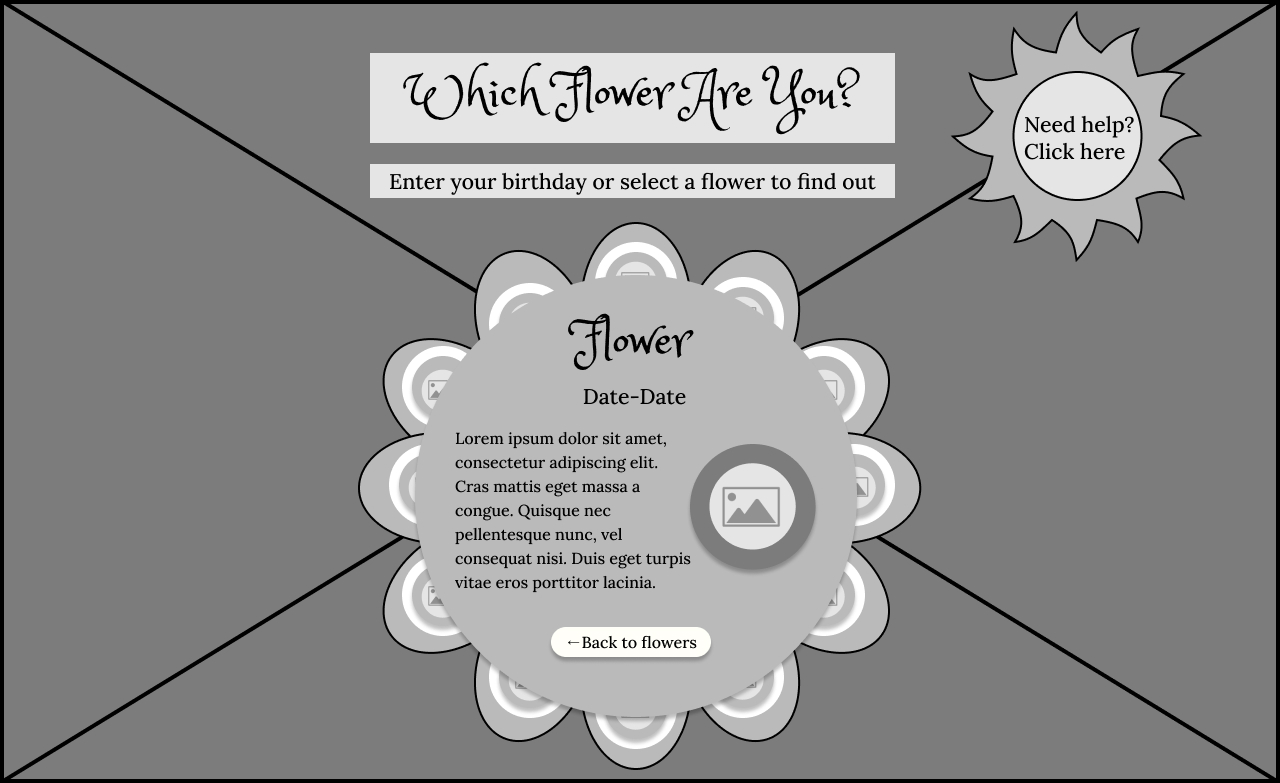 Which Flower Are You?
Need help?
Click here
Enter your birthday or select a flower to find out
Flower
Date-Date
Lorem ipsum dolor sit amet,
consectetur adipiscing elit.
Cras mattis eget massa a
congue. Quisque nec
pellentesque nunc, vel
consequat nisi. Duis eget turpis
vitae eros porttitor lacinia.
←Back to flowers